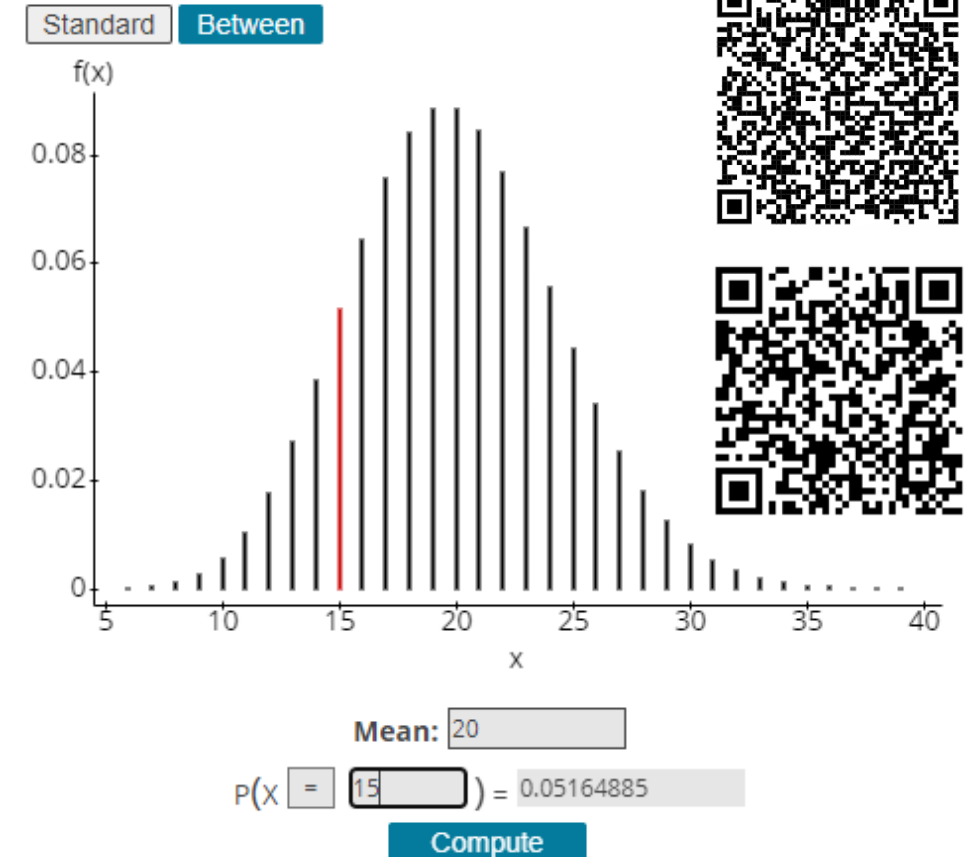 Standard Between
f(x)
0.08
0.06
0.04
0.02
0
5 10 15 20 25 30 35 40
x
Mean: 20
P(X = 15 ) = 0.05164885
Compute